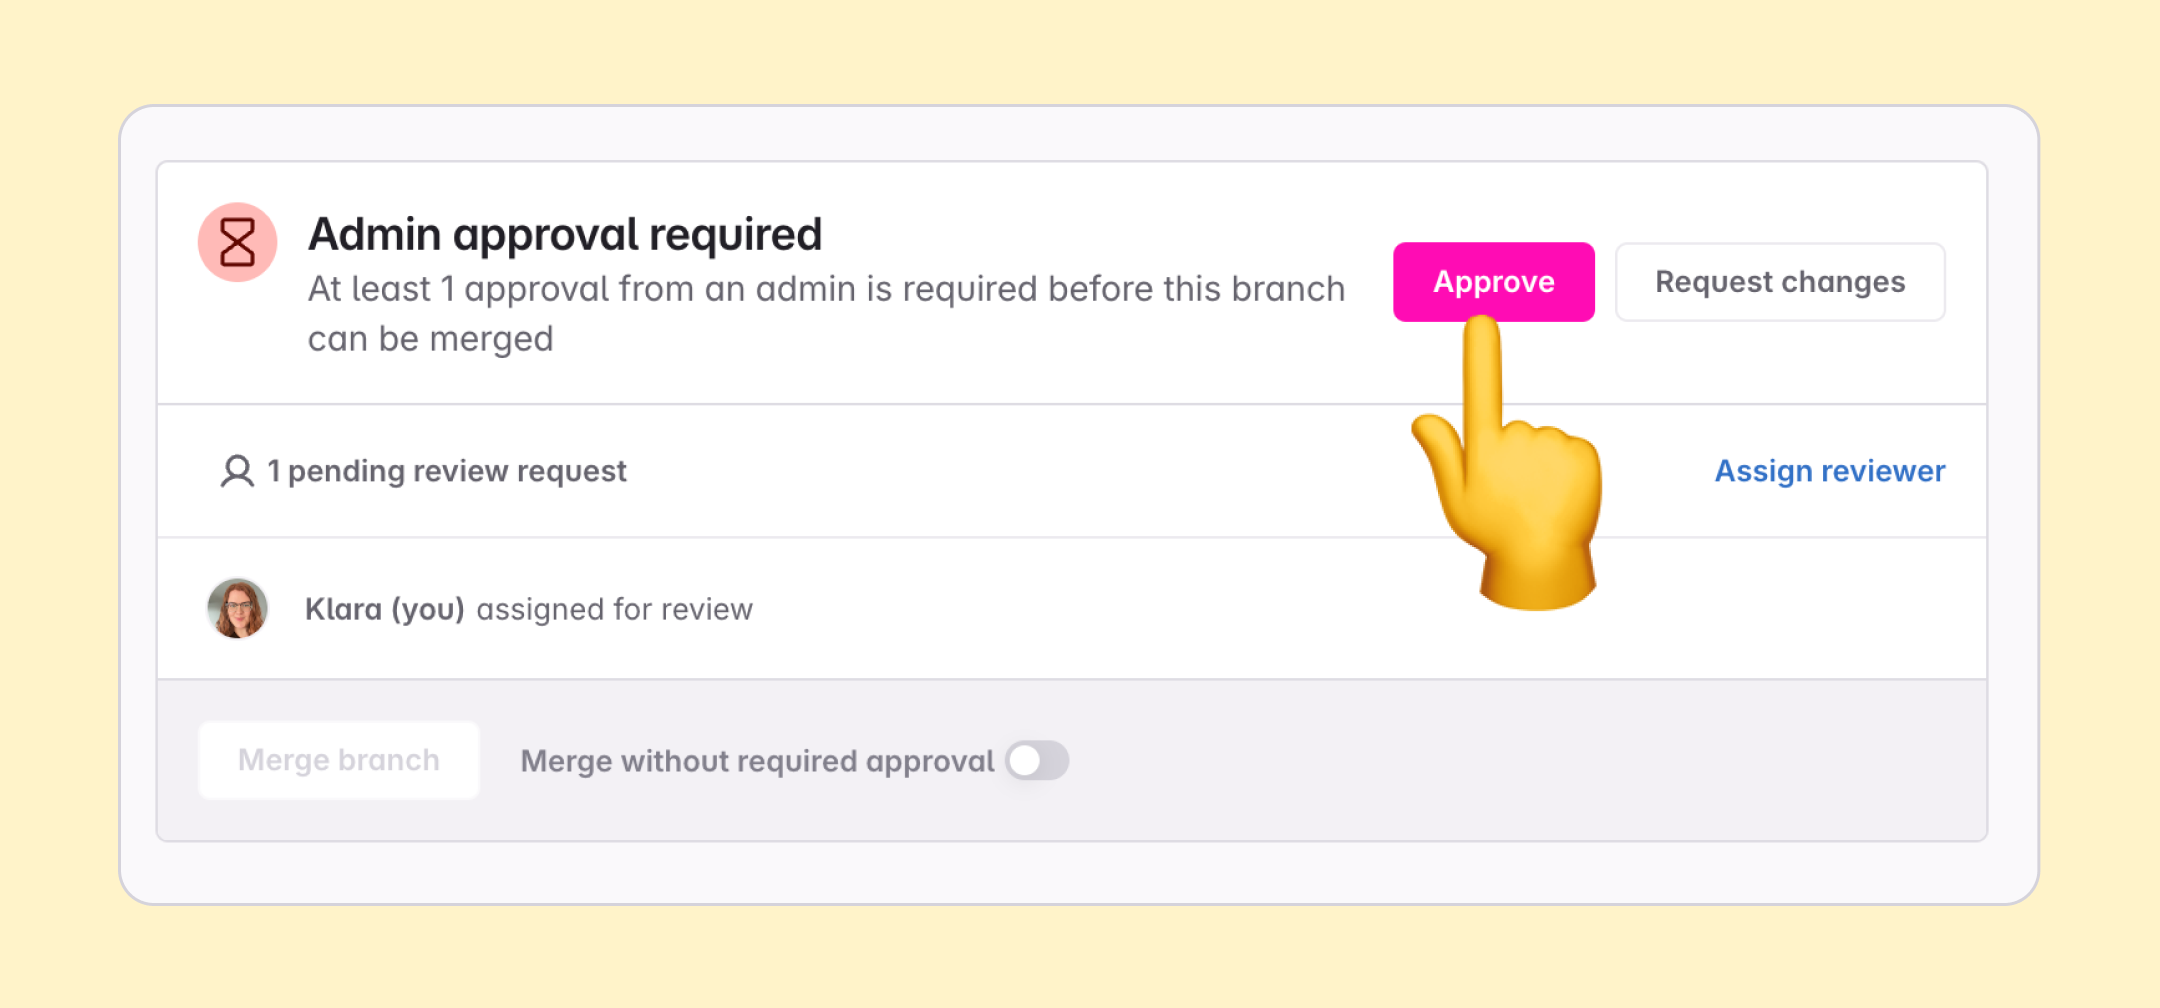 Admin approval required
At least 1 approval from an admin is required before this branch
can be merged
Approve
Request changes
1 pending review request
Assign reviewer
Klara (you) assigned for review
Merge branch
Merge without required approval